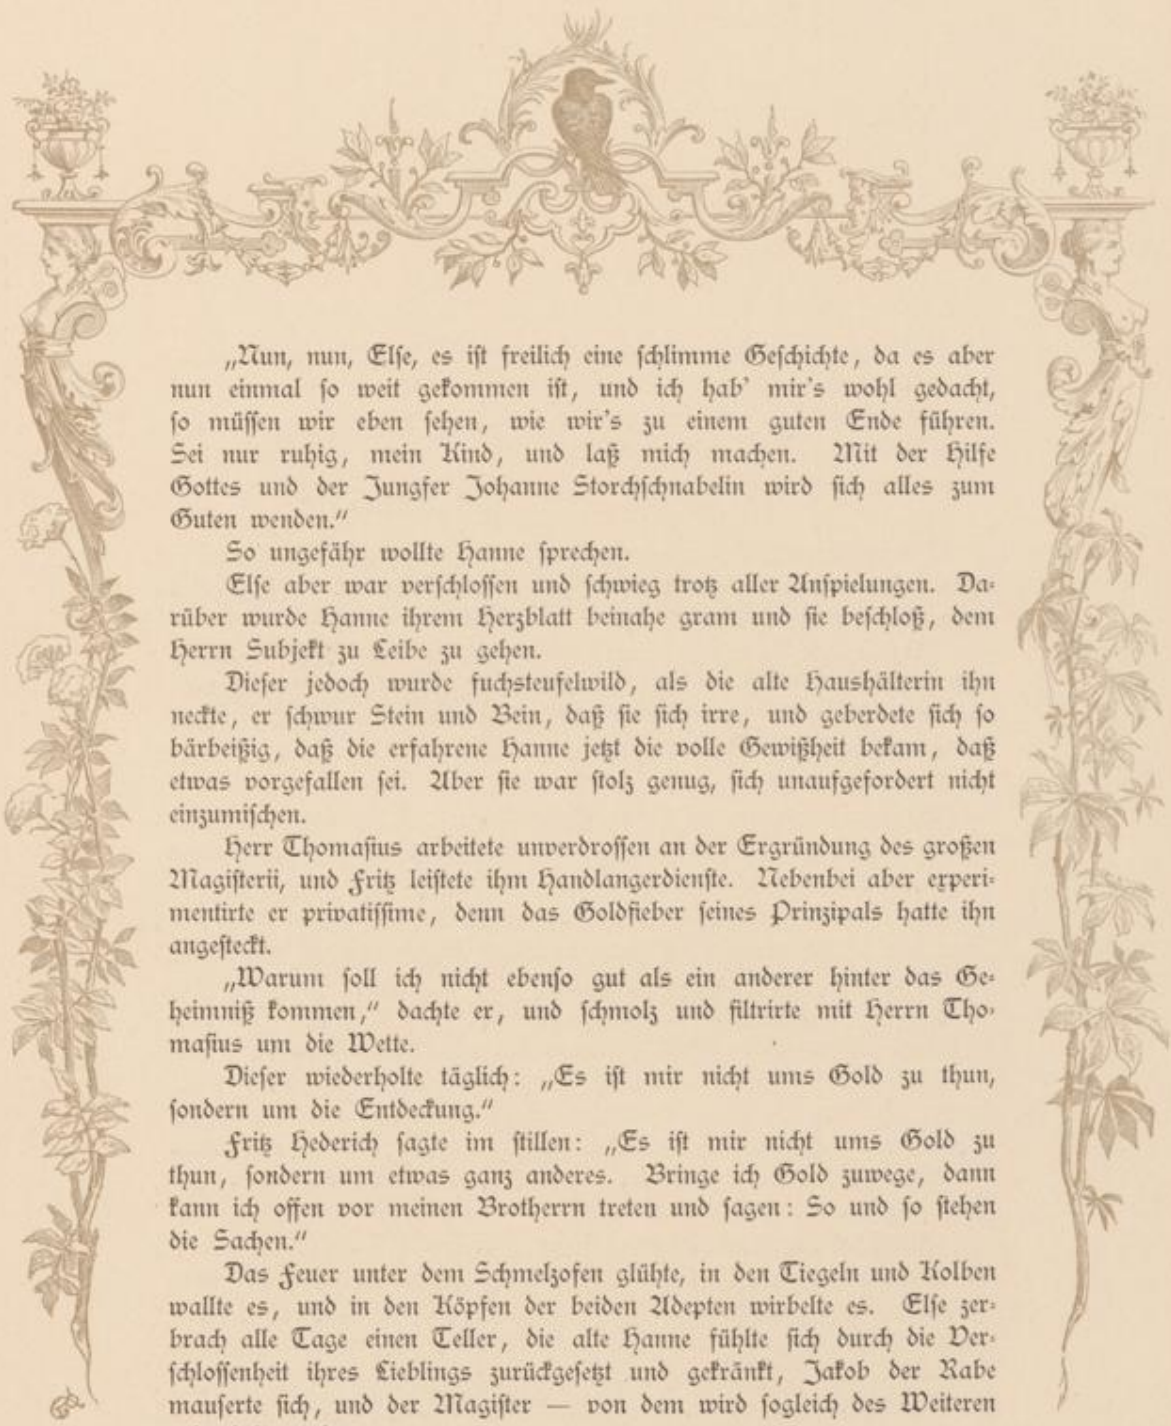 „Nun, nun, Else, es ist freilich eine schlimme Geschichte, da es aber
nun einmal so weit gekommen ist, und ich hab' mir's wohl gedacht,
so müssen wir eben sehen, wie wir's zu einem guten Ende führen.
Sei nur ruhig, mein Kind, und laß mich machen. Mit der Hilfe
Gottes und der Jungfer Johanne Storchschnabelin wird sich alles zum
Guten wenden.“
So ungefähr wollte Hanne sprechen.
Else aber war verschlossen und schwieg trotz aller Anspielungen. Da-
rüber wurde Hanne ihrem Herzblatt beinahe gram und sie beschloß, dem
Herrn Subjekt zu Leibe zu gehen.
Dieser jedoch wurde fuchsteufelwild, als die alte Haushälterin ihn
neckte, er schwur Stein und Bein, daß sie sich irre, und geberdete sich so
bärbeißig, daß die erfahrene Hanne jetzt die volle Gewißheit bekam, daß
etwas vorgefallen sei. Aber sie war stolz genug, sich unaufgefordert nicht
einzumischen.
Herr Thomasius arbeitete unverdrossen an der Ergründung des großen
Magisterii, und Fritz leistete ihm Handlangerdienste. Nebenbei aber experi-
mentirte er privatissime, denn das Goldfieber seines Prinzipals hatte ihn
angesteckt.
„Warum soll ich nicht ebenso gut als ein anderer hinter das Ge-
heimniß kommen,“ dachte er, und schmolz und filtrirte mit Herrn Tho-
masius um die Wette.
Dieser wiederholte täglich: „Es ist mir nicht ums Gold zu thun,
sondern um die Entdeckung.“
Fritz Hederich sagte im stillen: „Es ist mir nicht ums Gold zu
thun, sondern um etwas ganz anderes. Bringe ich Gold zuwege, dann
kann ich offen vor meinen Brotherrn treten und sagen: So und so stehen
die Sachen.“
Das Feuer unter dem Schmelzofen glühte, in den Tiegeln und Kolben
wallte es, und in den Köpfen der beiden Adepten wirbelte es. Else zer-
brach alle Tage einen Teller, die alte Hanne fühlte sich durch die Ver-
schlossenheit ihres Lieblings zurückgesetzt und gekränkt, Jakob der Rabe
mauserte sich, und der Magister — von dem wird sogleich des Weiteren